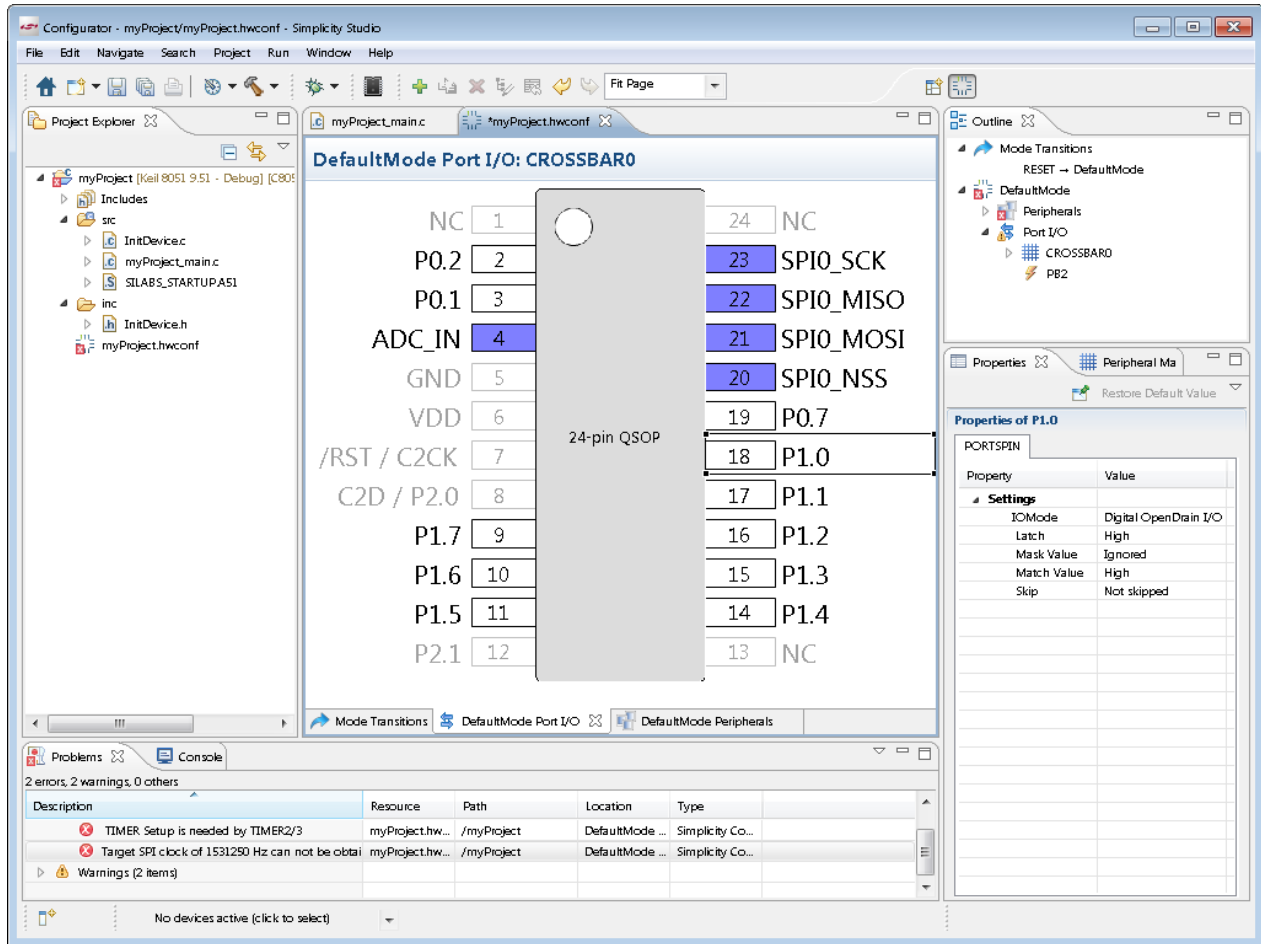 Configurator - myProject/myProject.hwconf - Simplicity Studio
File Edit Navigate Search Project Run Window Help
Fit Page
Project Explorer
myProject [Keil 8051 9.51 - Debug] [C805
Includes
src
InitDevice.c
myProject_main.c
SILABS_STARTUP.A51
inc
InitDevice.h
myProject.hwconf
myProject_main.c
*myProject.hwconf
DefaultMode Port I/O: CROSSBAR0
NC 1
P0.2 2
P0.1 3
ADC_IN 4
GND 5
VDD 6
/RST / C2CK 7
C2D / P2.0 8
P1.7 9
P1.6 10
P1.5 11
P2.1 12
24-pin QSOP
24 NC
23 SPI0_SCK
22 SPI0_MISO
21 SPI0_MOSI
20 SPI0_NSS
19 P0.7
18 P1.0
17 P1.1
16 P1.2
15 P1.3
14 P1.4
13 NC
Mode Transitions
DefaultMode Port I/O
DefaultMode Peripherals
Outline
Mode Transitions
RESET → DefaultMode
DefaultMode
Peripherals
Port I/O
CROSSBAR0
PB2
Properties
Peripheral Ma
Restore Default Value
Properties of P1.0
PORTSPIN
Property Value
Settings
IOMode Digital OpenDrain I/O
Latch High
Mask Value Ignored
Match Value High
Skip Not skipped
Problems
Console
2 errors, 2 warnings, 0 others
Description Resource Path Location Type
TIMER Setup is needed by TIMER2/3 myProject.hw... /myProject DefaultMode ... Simplicity Co...
Target SPI clock of 1531250 Hz can not be obtai myProject.hw... /myProject DefaultMode ... Simplicity Co...
Warnings (2 items)
No devices active (click to select)